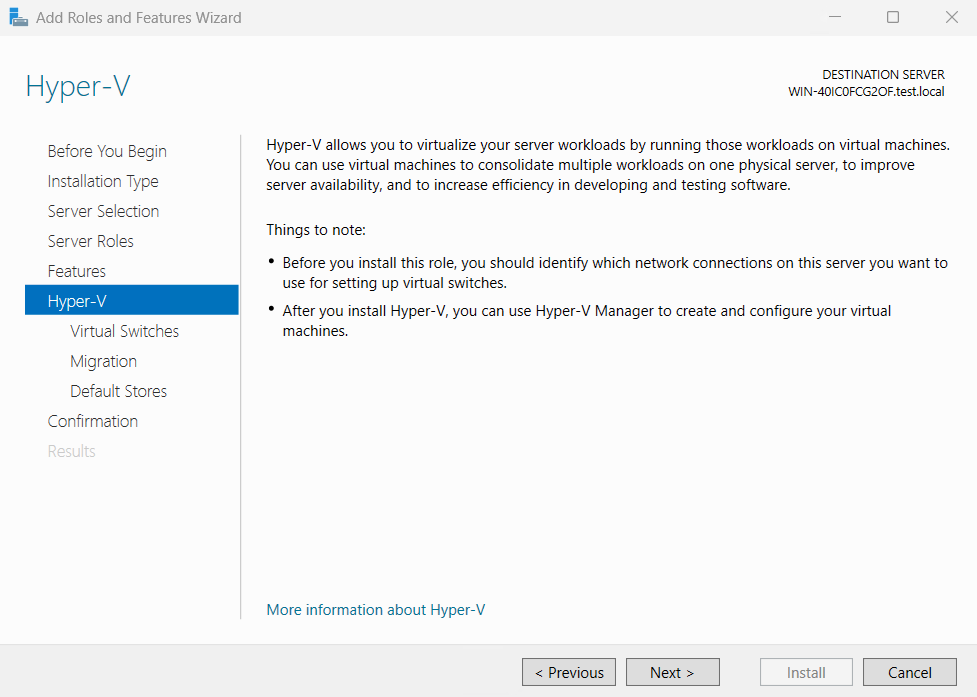 Add Roles and Features Wizard
Hyper-V
DESTINATION SERVER
WIN-40IC0FCG2OF.test.local
Before You Begin
Installation Type
Server Selection
Server Roles
Features
Hyper-V
Virtual Switches
Migration
Default Stores
Confirmation
Results
Hyper-V allows you to virtualize your server workloads by running those workloads on virtual machines.
You can use virtual machines to consolidate multiple workloads on one physical server, to improve
server availability, and to increase efficiency in developing and testing software.
Things to note:
• Before you install this role, you should identify which network connections on this server you want to
use for setting up virtual switches.
• After you install Hyper-V, you can use Hyper-V Manager to create and configure your virtual
machines.
More information about Hyper-V
< Previous
Next >
Install
Cancel